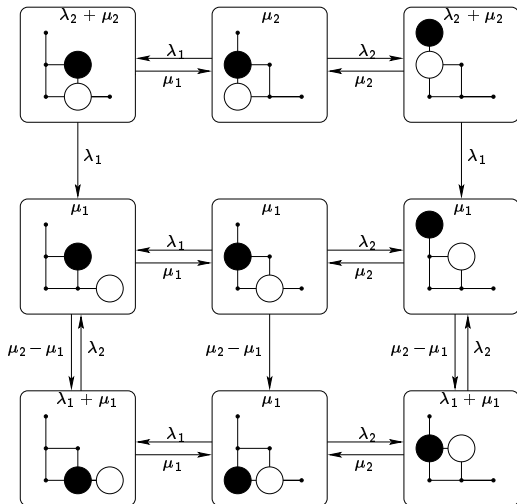 λ₂ + μ₂ μ₂ λ₂ + μ₂
λ₁ λ₂
μ₁ μ₂
λ₁ λ₁
μ₁ μ₁ μ₁
λ₁ λ₂
μ₁ μ₂
μ₂ − μ₁ λ₂ μ₂ − μ₁ μ₂ − μ₁ λ₂
λ₁ + μ₁ μ₁ λ₁ + μ₁
λ₁ λ₂
μ₁ μ₂